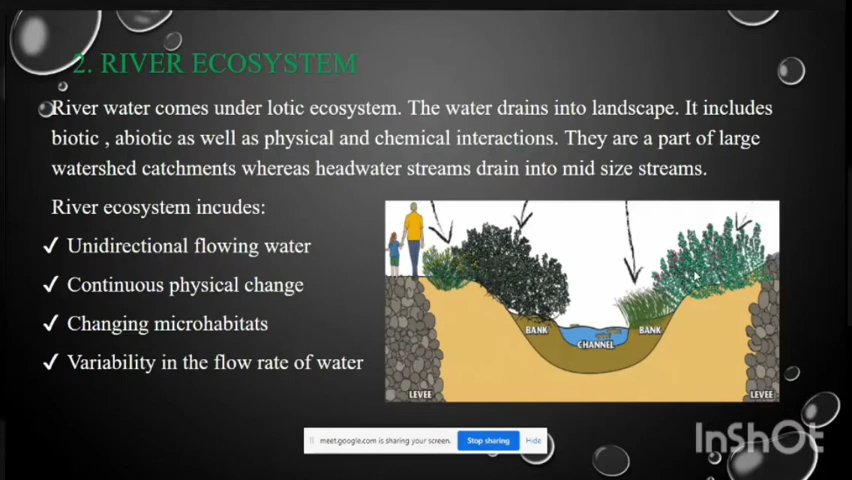 2. RIVER ECOSYSTEM
River water comes under lotic ecosystem. The water drains into landscape. It includes
biotic , abiotic as well as physical and chemical interactions. They are a part of large
watershed catchments whereas headwater streams drain into mid size streams.
River ecosystem incudes:
✓ Unidirectional flowing water
✓ Continuous physical change
✓ Changing microhabitats
✓ Variability in the flow rate of water
BANK
CHANNEL
BANK
LEVEE
LEVEE
meet.google.com is sharing your screen.
Stop sharing
Hide
InShOt